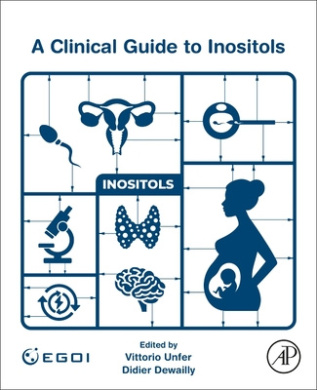 A Clinical Guide to Inositols
INOSITOLS
Edited by
Vittorio Unfer
Didier Dewailly
EGOI
AP